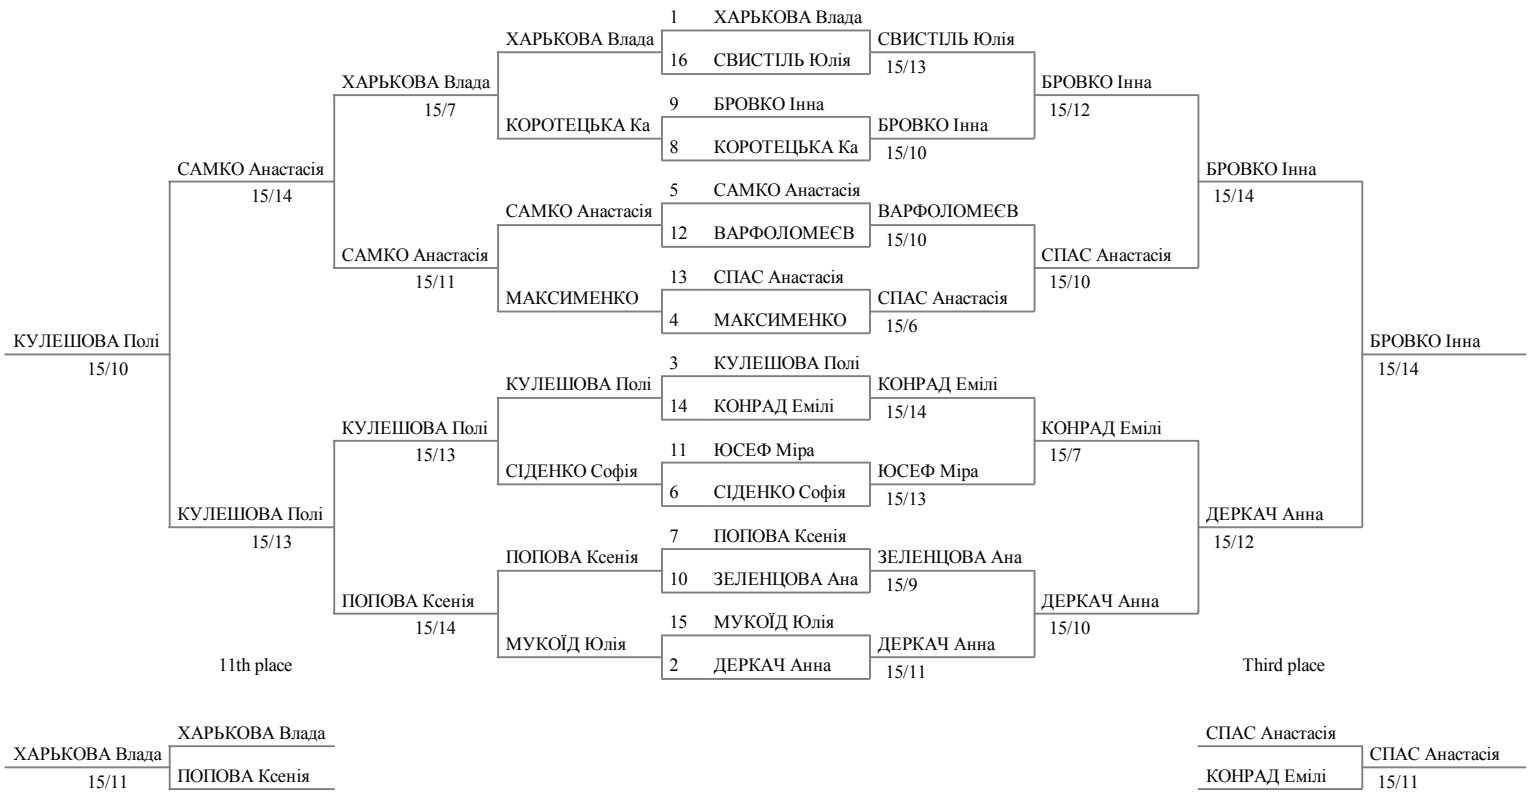 1 ХАРЬКОВА Влада
ХАРЬКОВА Влада СВИСТІЛЬ Юлія
16 СВИСТІЛЬ Юлія 15/13
ХАРЬКОВА Влада БРОВКО Інна
15/7 9 БРОВКО Інна 15/12
КОРОТЕЦЬКА Ка БРОВКО Інна
8 КОРОТЕЦЬКА Ка 15/10
САМКО Анастасія БРОВКО Інна
15/14 5 САМКО Анастасія 15/14
САМКО Анастасія ВАРФОЛОМЕЄВ
12 ВАРФОЛОМЕЄВ 15/10
САМКО Анастасія СПАС Анастасія
15/11 13 СПАС Анастасія 15/10
МАКСИМЕНКО СПАС Анастасія
4 МАКСИМЕНКО 15/6
КУЛЕШОВА Полі БРОВКО Інна
15/10 3 КУЛЕШОВА Полі 15/14
КУЛЕШОВА Полі КОНРАД Емілі
14 КОНРАД Емілі 15/14
КУЛЕШОВА Полі КОНРАД Емілі
15/13 11 ЮСЕФ Міра 15/7
СІДЕНКО Софія ЮСЕФ Міра
6 СІДЕНКО Софія 15/13
КУЛЕШОВА Полі ДЕРКАЧ Анна
15/13 7 ПОПОВА Ксенія 15/12
ПОПОВА Ксенія ЗЕЛЕНЦОВА Ана
10 ЗЕЛЕНЦОВА Ана 15/9
ПОПОВА Ксенія ДЕРКАЧ Анна
15/14 15 МУКОЇД Юлія 15/10
МУКОЇД Юлія ДЕРКАЧ Анна
11th place 2 ДЕРКАЧ Анна 15/11 Third place
ХАРЬКОВА Влада СПАС Анастасія
ХАРЬКОВА Влада СПАС Анастасія
15/11 ПОПОВА Ксенія КОНРАД Емілі 15/11